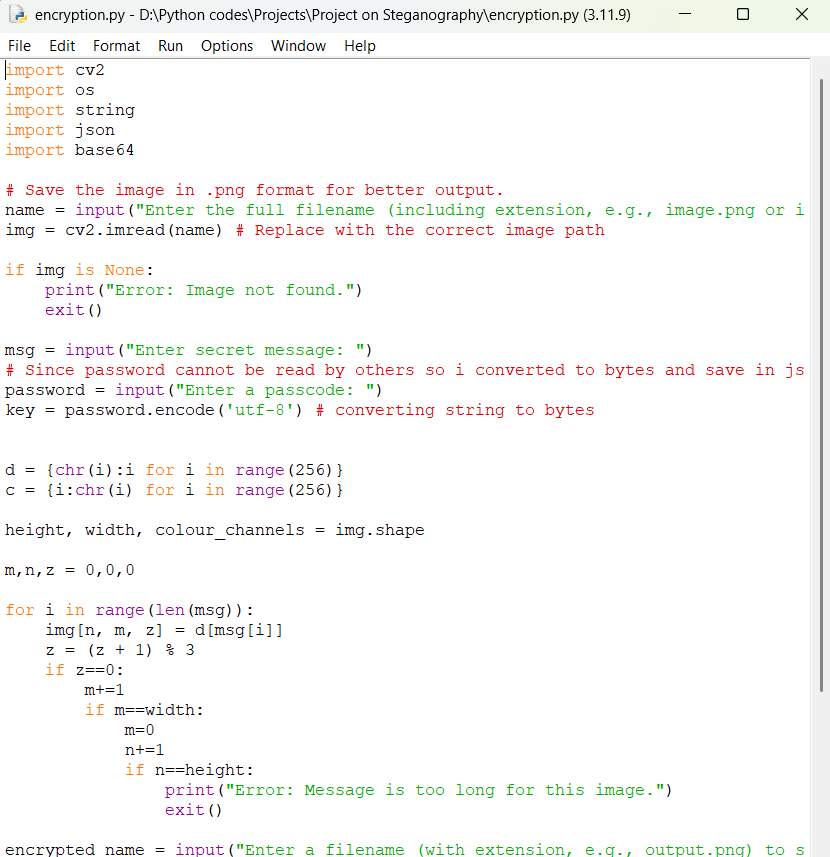 encryption.py - D:\Python codes\Projects\Project on Steganography\encryption.py (3.11.9)
File Edit Format Run Options Window Help
import cv2
import os
import string
import json
import base64

# Save the image in .png format for better output.
name = input("Enter the full filename (including extension, e.g., image.png or i
img = cv2.imread(name) # Replace with the correct image path

if img is None:
    print("Error: Image not found.")
    exit()

msg = input("Enter secret message: ")
# Since password cannot be read by others so i converted to bytes and save in js
password = input("Enter a passcode: ")
key = password.encode('utf-8') # converting string to bytes


d = {chr(i):i for i in range(256)}
c = {i:chr(i) for i in range(256)}

height, width, colour_channels = img.shape

m,n,z = 0,0,0

for i in range(len(msg)):
    img[n, m, z] = d[msg[i]]
    z = (z + 1) % 3
    if z==0:
        m+=1
        if m==width:
            m=0
            n+=1
            if n==height:
                print("Error: Message is too long for this image.")
                exit()

encrypted_name = input("Enter a filename (with extension, e.g., output.png) to s